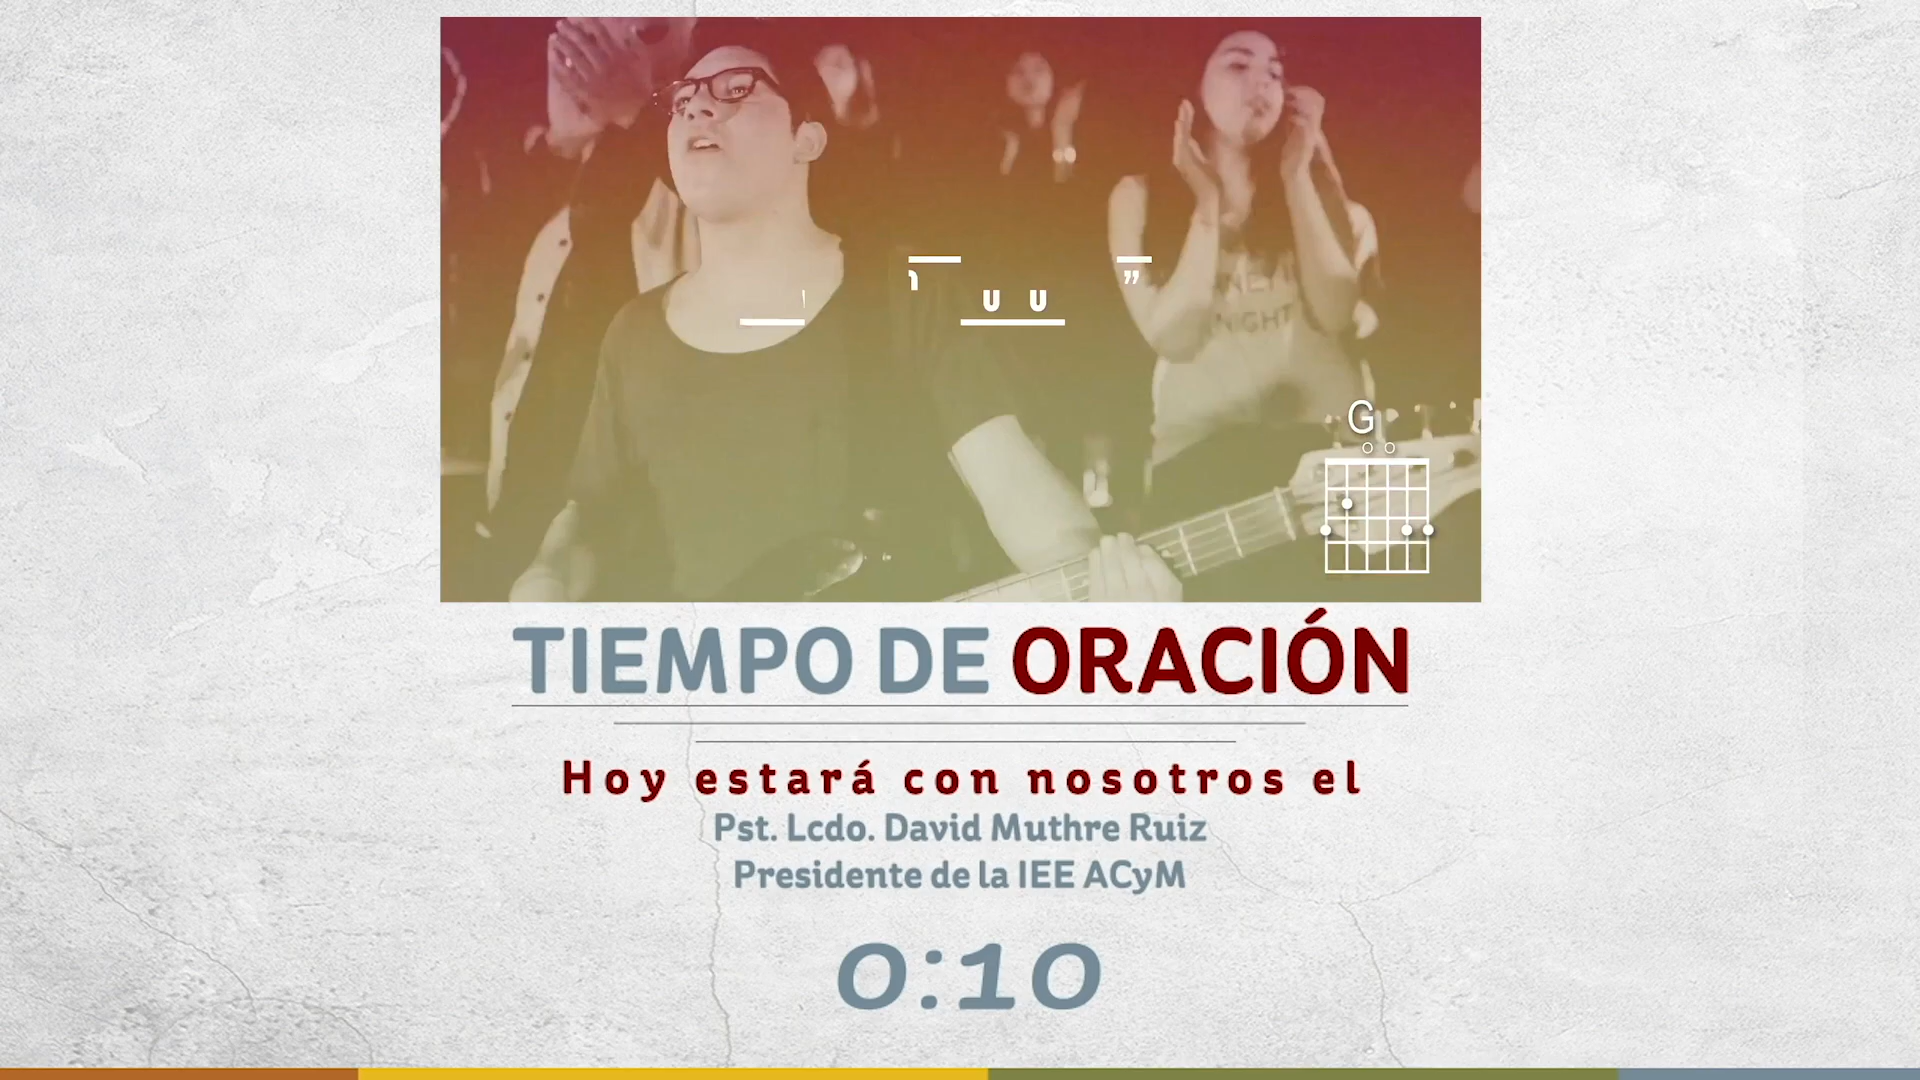 G
TIEMPO DE ORACIÓN
Hoy estará con nosotros el
Pst. Lcdo. David Muthre Ruiz
Presidente de la IEE ACyM
0:10